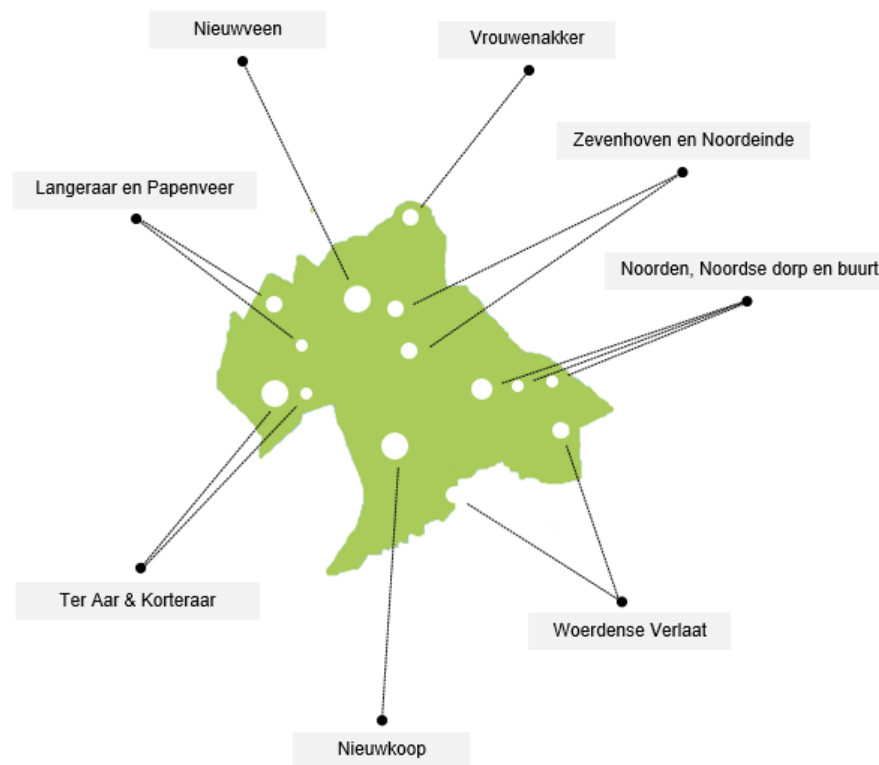 Nieuwveen
Vrouwenakker
Zevenhoven en Noordeinde
Langeraar en Papenveer
Noorden, Noordse dorp en buurt
Ter Aar & Korteraar
Woerdense Verlaat
Nieuwkoop